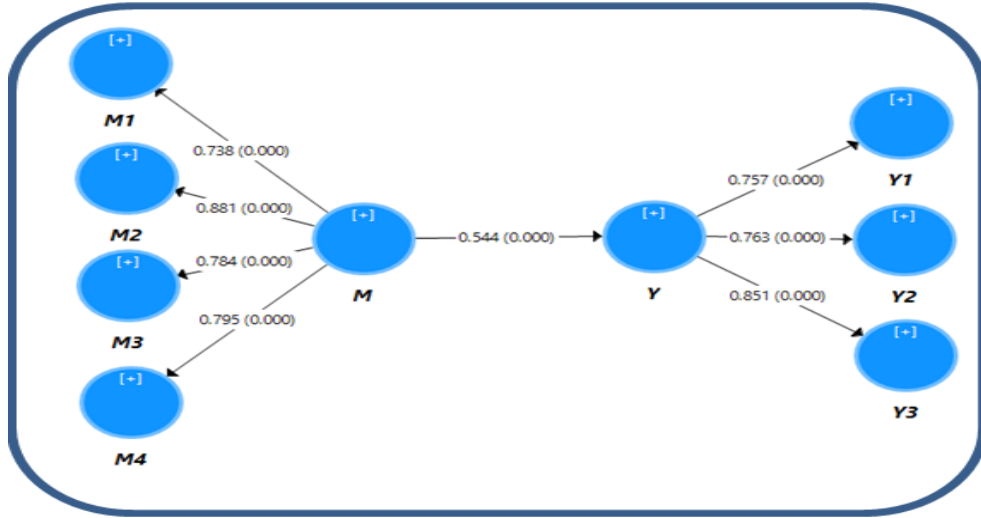 [+]
M1
0.738 (0.000)
[+]
M2
0.881 (0.000)
[+]
M3
0.784 (0.000)
[+]
M4
0.795 (0.000)
[+]
M
0.544 (0.000)
[+]
Y
0.757 (0.000)
[+]
Y1
0.763 (0.000)
[+]
Y2
0.851 (0.000)
[+]
Y3